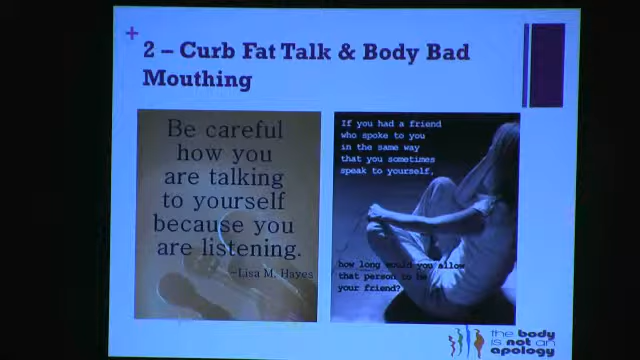 +
2 – Curb Fat Talk & Body Bad
Mouthing
Be careful
how you
are talking
to yourself
because you
are listening.
~Lisa M. Hayes
If you had a friend
who spoke to you
in the same way
that you sometimes
speak to yourself,
how long would you allow
that person to be
your friend?
the body
is not an
apology